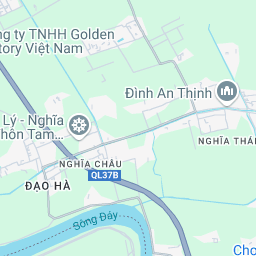 ty TNHH Golden
tory Việt Nam
Đình An Thịnh
Lý - Nghĩa
hôn Tam...
NGHĨA THÁ
NGHĨA CHÂU
QL37B
ĐẠO HÀ
Sông Đáy
Cho